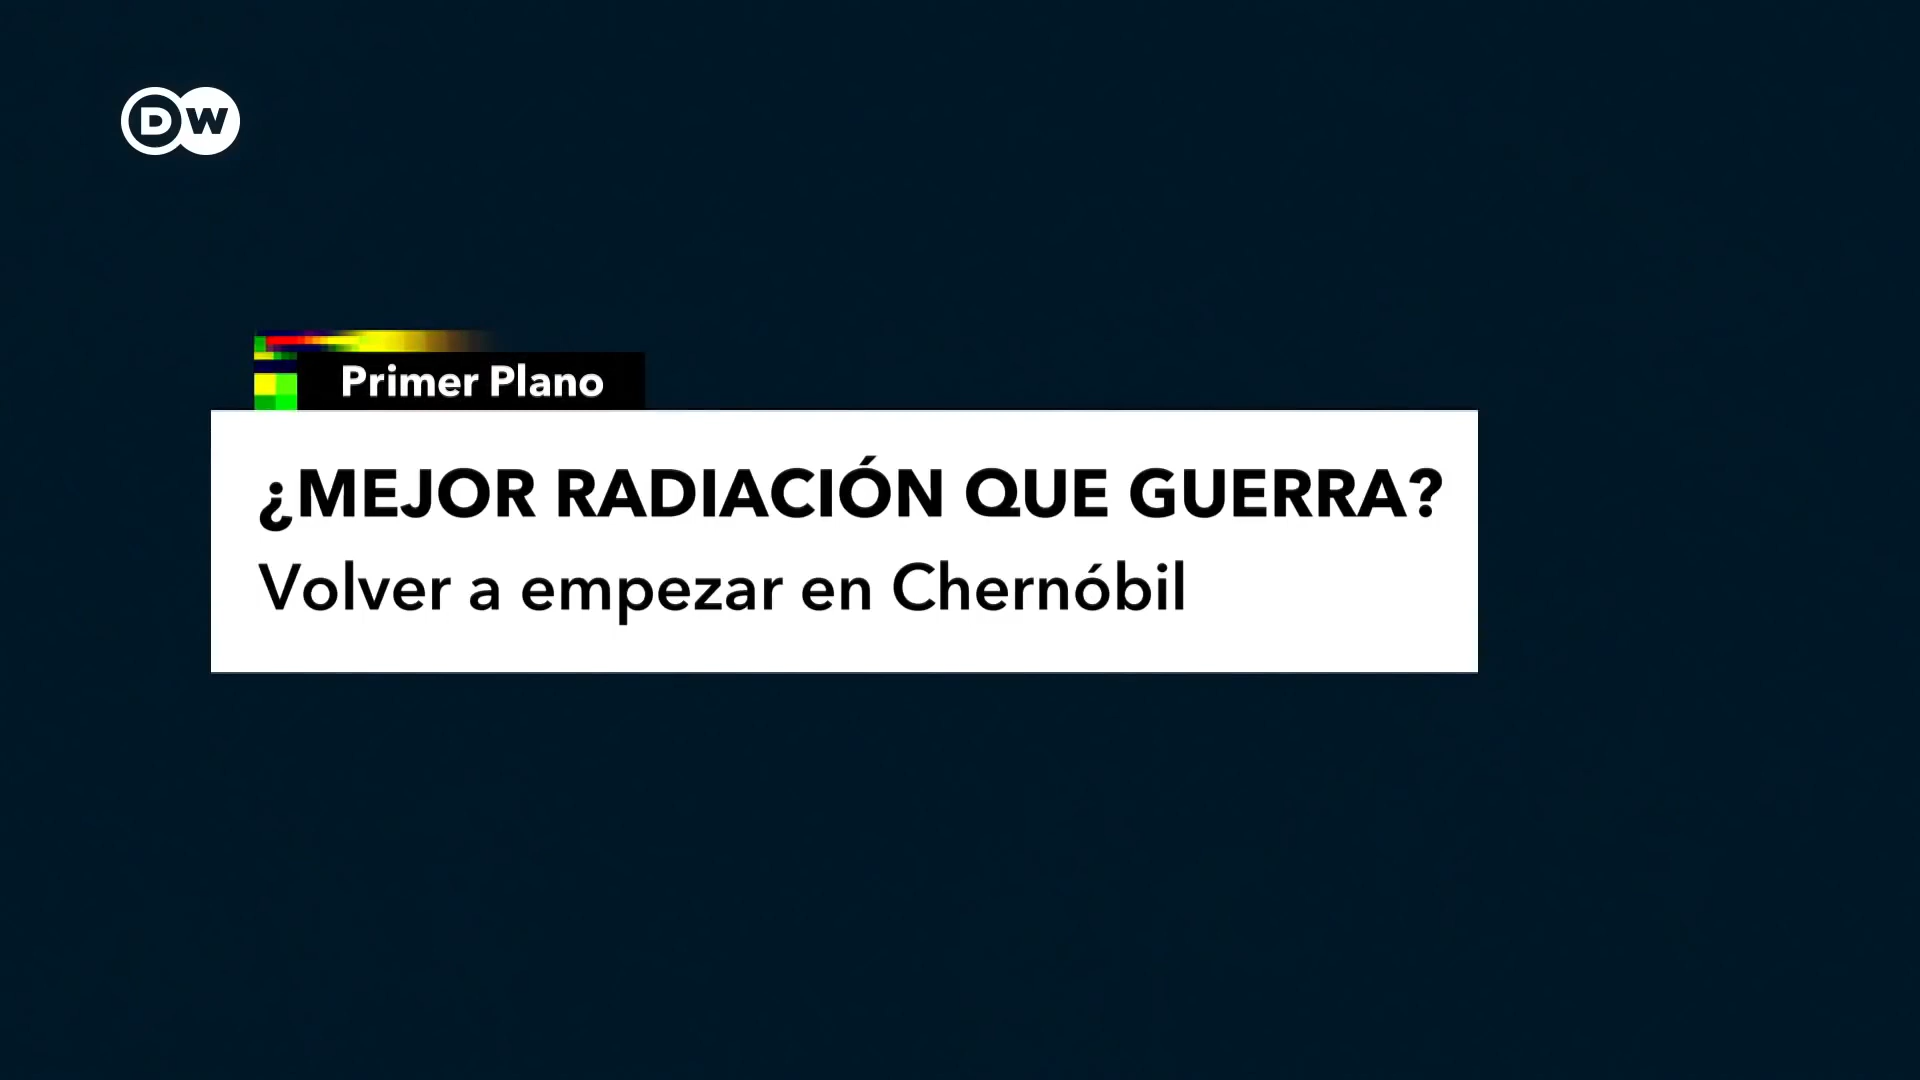 DW
Primer Plano
¿MEJOR RADIACIÓN QUE GUERRA?
Volver a empezar en Chernóbil